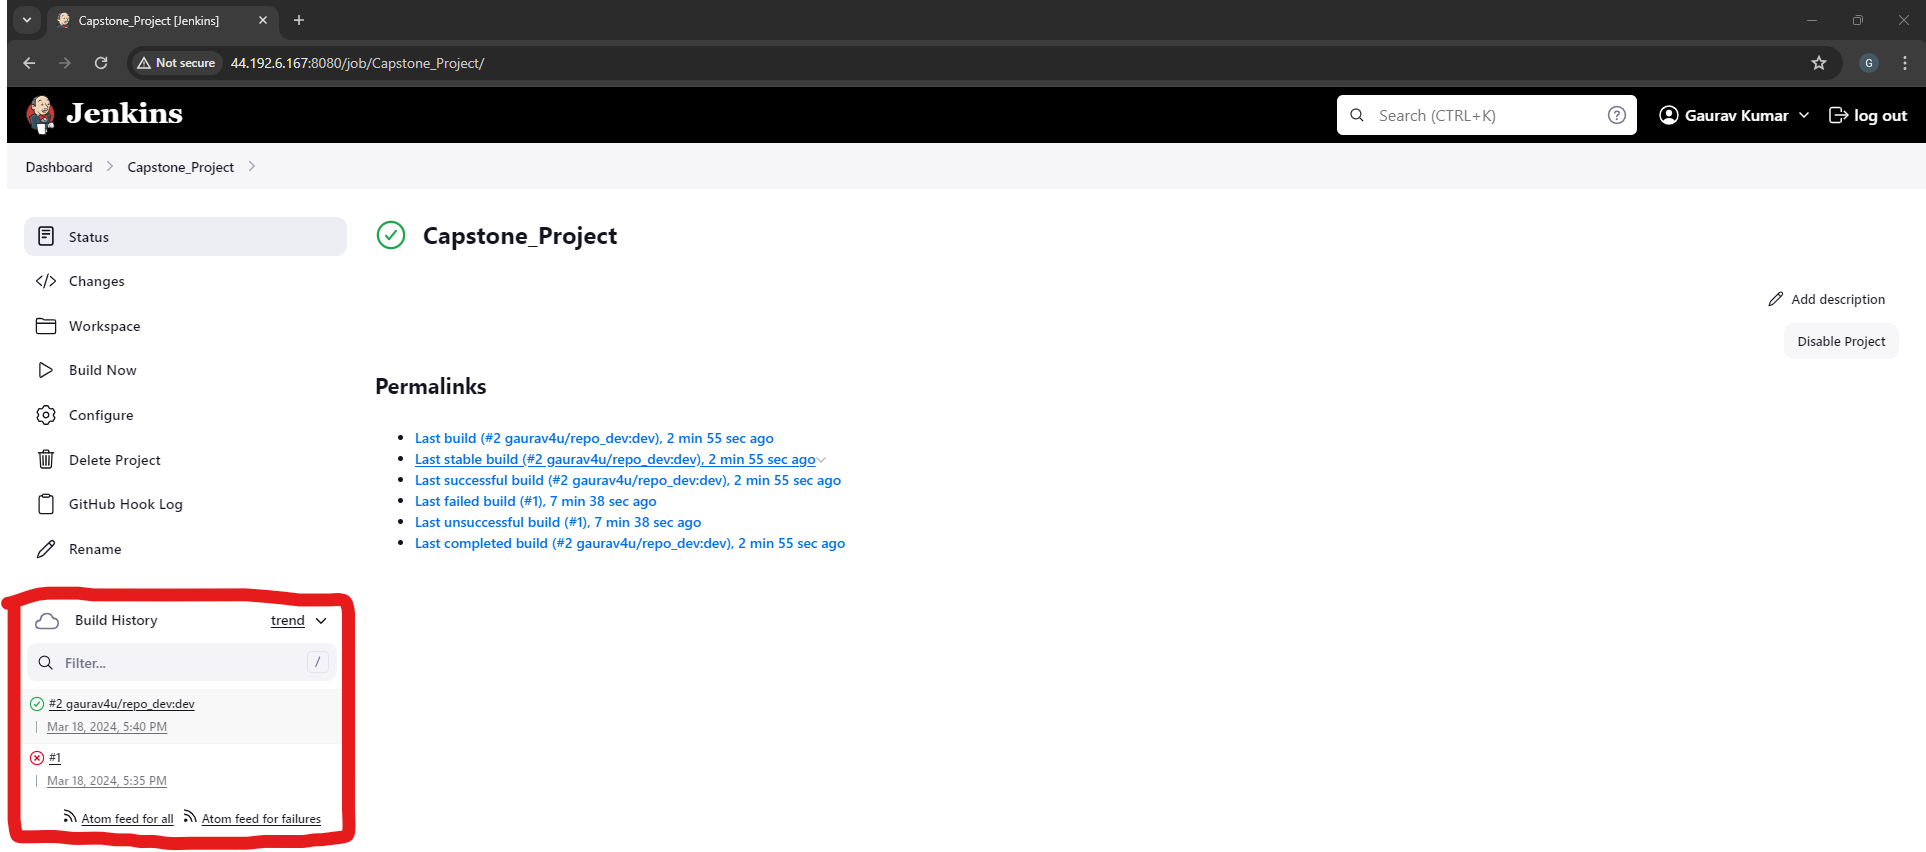 Capstone_Project [Jenkins]
Not secure
44.192.6.167:8080/job/Capstone_Project/
G
Jenkins
Search (CTRL+K)
?
Gaurav Kumar
log out
Dashboard
Capstone_Project
Status
Changes
Workspace
Build Now
Configure
Delete Project
GitHub Hook Log
Rename
Build History
trend
Filter...
/
#2 gaurav4u/repo_dev:dev
Mar 18, 2024, 5:40 PM
#1
Mar 18, 2024, 5:35 PM
Atom feed for all
Atom feed for failures
Capstone_Project
Add description
Disable Project
Permalinks
Last build (#2 gaurav4u/repo_dev:dev), 2 min 55 sec ago
Last stable build (#2 gaurav4u/repo_dev:dev), 2 min 55 sec ago
Last successful build (#2 gaurav4u/repo_dev:dev), 2 min 55 sec ago
Last failed build (#1), 7 min 38 sec ago
Last unsuccessful build (#1), 7 min 38 sec ago
Last completed build (#2 gaurav4u/repo_dev:dev), 2 min 55 sec ago